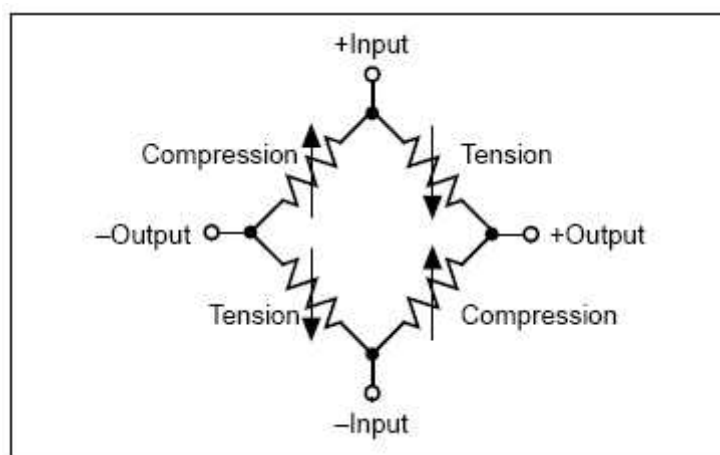 +Input
Compression
Tension
–Output
+Output
Tension
Compression
–Input